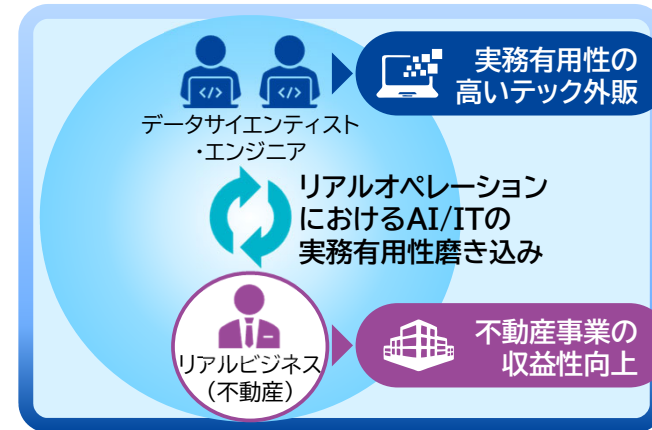 </>
</>
実務有用性の
高いテック外販
データサイエンティスト
・エンジニア
リアルオペレーション
におけるAI/ITの
実務有用性磨き込み
リアルビジネス
(不動産)
不動産事業の
収益性向上